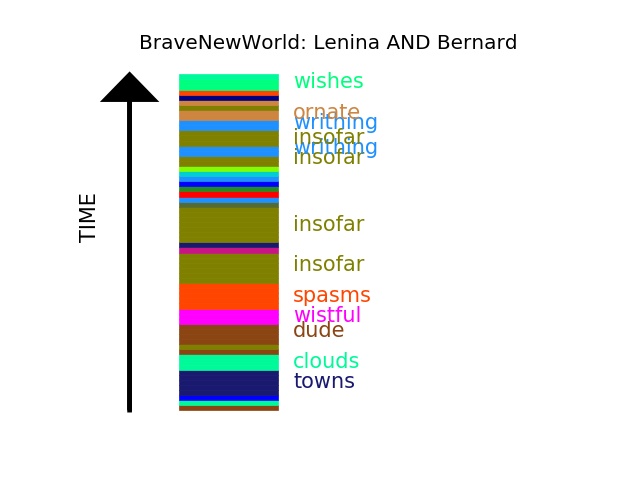 BraveNewWorld: Lenina AND Bernard
wishes
ornate
writhing
insofar
writhing
insofar
TIME
insofar
insofar
spasms
wistful
dude
clouds
towns